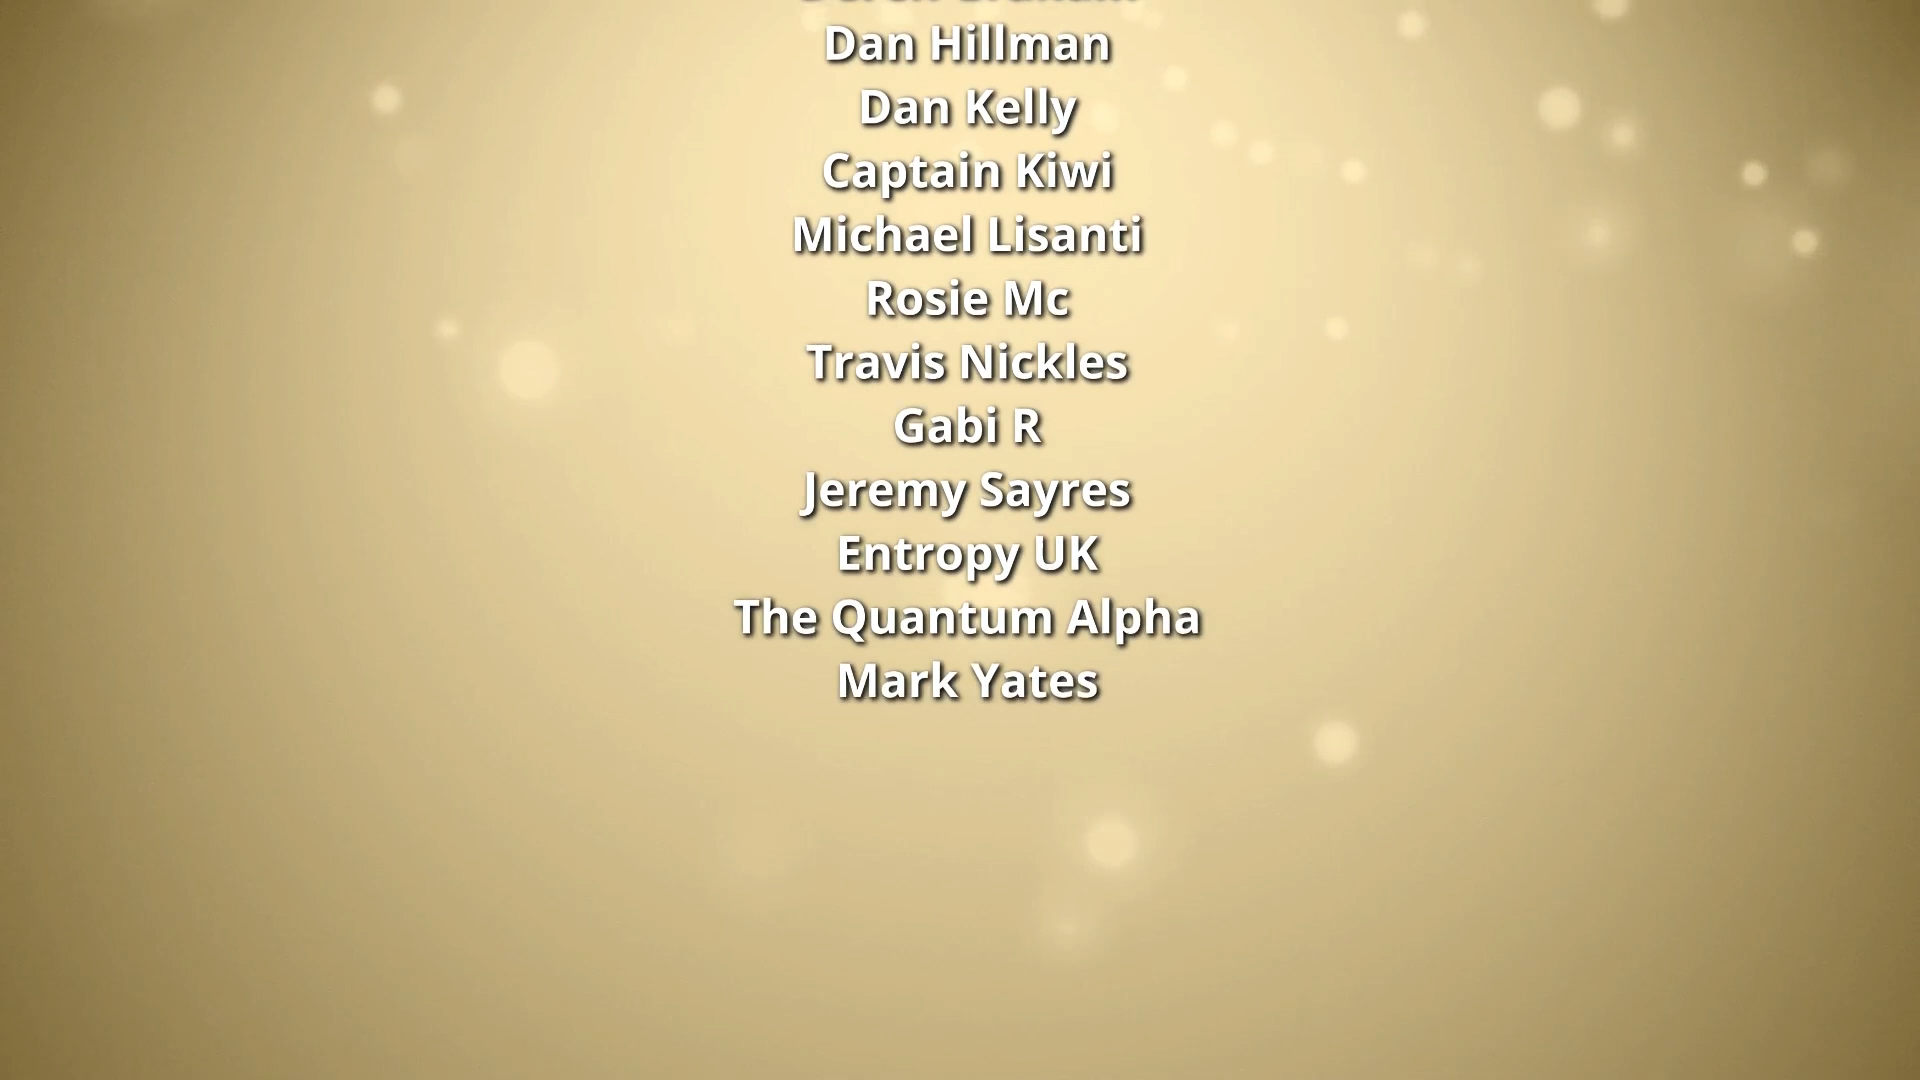 Dan Hillman
Dan Kelly
Captain Kiwi
Michael Lisanti
Rosie Mc
Travis Nickles
Gabi R
Jeremy Sayres
Entropy UK
The Quantum Alpha
Mark Yates